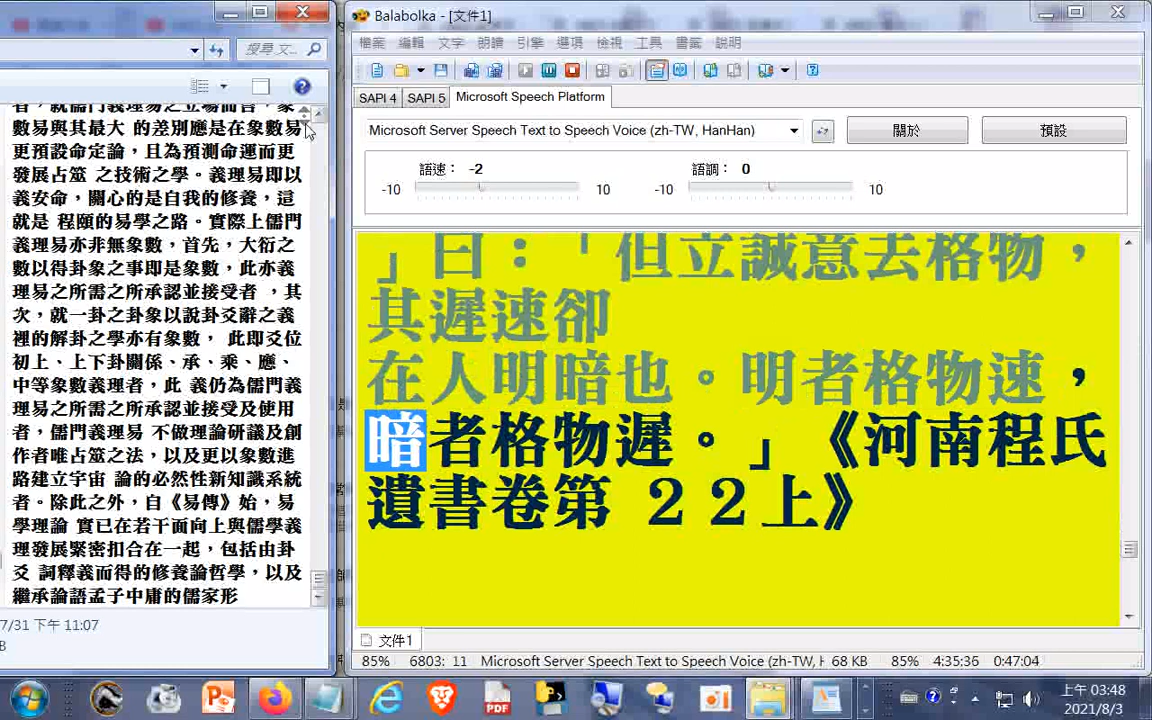 搜尋 文...
者，就儒門義理易之立場而言，象
數易與其最大 的差別應是在象數易
更預設命定論，且為預測命運而更
發展占筮 之技術之學。義理易即以
義安命，關心的是自我的修養，這
就是 程頤的易學之路。實際上儒門
義理易亦非無象數，首先，大衍之
數以得卦象之事即是象數，此亦義
理易之所需之所承認並接受者 ，其
次，就一卦之卦象以說卦爻辭之義
裡的解卦之學亦有象數， 此即爻位
初上、上下卦關係、承、乘、應、
中等象數義理者，此 義仍為儒門義
理易之所需之所承認並接受及使用
者，儒門義理易 不做理論研議及創
作者唯占筮之法，以及更以象數進
路建立宇宙 論的必然性新知識系統
者。除此之外，自《易傳》始，易
學理論 實已在若干面向上與儒學義
理發展緊密扣合在一起，包括由卦
爻 詞釋義而得的修養論哲學，以及
繼承論語孟子中庸的儒家形
7/31 下午 11:07
B
Balabolka - [文件1]
檔案 編輯 文字 朗讀 引擎 選項 檢視 工具 書籤 說明
SAPI 4 SAPI 5 Microsoft Speech Platform
Microsoft Server Speech Text to Speech Voice (zh-TW, HanHan) 關於 預設
語速： -2 語調： 0
-10 10 -10 10
」曰：「但立誠意去格物，
其遲速卻
在人明暗也。明者格物速，
暗者格物遲。」《河南程氏
遺書卷第 ２２上》
文件1
85% 6803: 11 Microsoft Server Speech Text to Speech Voice (zh-TW, H 68 KB 85% 4:35:36 0:47:04
PDF
上午 03:48
2021/8/3